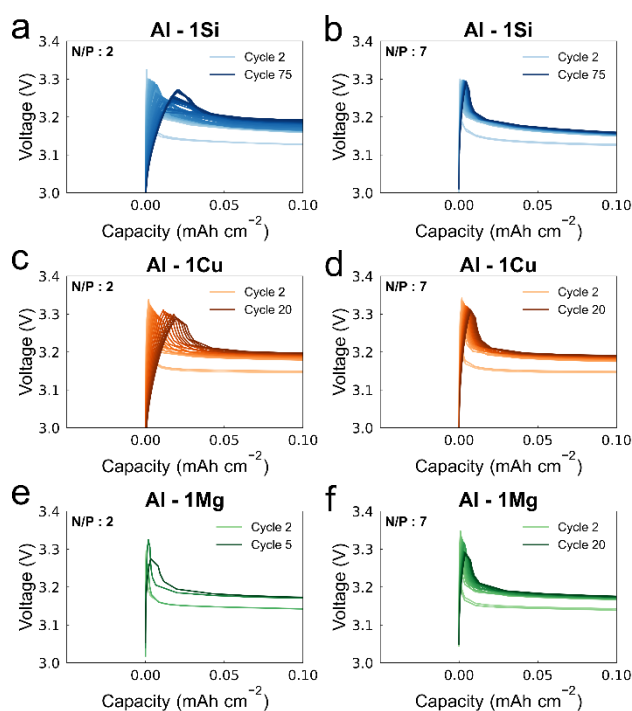 a
Al - 1Si
N/P : 2
Cycle 2
Cycle 75
Voltage (V)
3.4
3.3
3.2
3.1
3.0
0.00
0.05
0.10
Capacity (mAh cm⁻²)
b
Al - 1Si
N/P : 7
Cycle 2
Cycle 75
Voltage (V)
3.4
3.3
3.2
3.1
3.0
0.00
0.05
0.10
Capacity (mAh cm⁻²)
c
Al - 1Cu
N/P : 2
Cycle 2
Cycle 20
Voltage (V)
3.4
3.3
3.2
3.1
3.0
0.00
0.05
0.10
Capacity (mAh cm⁻²)
d
Al - 1Cu
N/P : 7
Cycle 2
Cycle 20
Voltage (V)
3.4
3.3
3.2
3.1
3.0
0.00
0.05
0.10
Capacity (mAh cm⁻²)
e
Al - 1Mg
N/P : 2
Cycle 2
Cycle 5
Voltage (V)
3.4
3.3
3.2
3.1
3.0
0.00
0.05
0.10
Capacity (mAh cm⁻²)
f
Al - 1Mg
N/P : 7
Cycle 2
Cycle 20
Voltage (V)
3.4
3.3
3.2
3.1
3.0
0.00
0.05
0.10
Capacity (mAh cm⁻²)